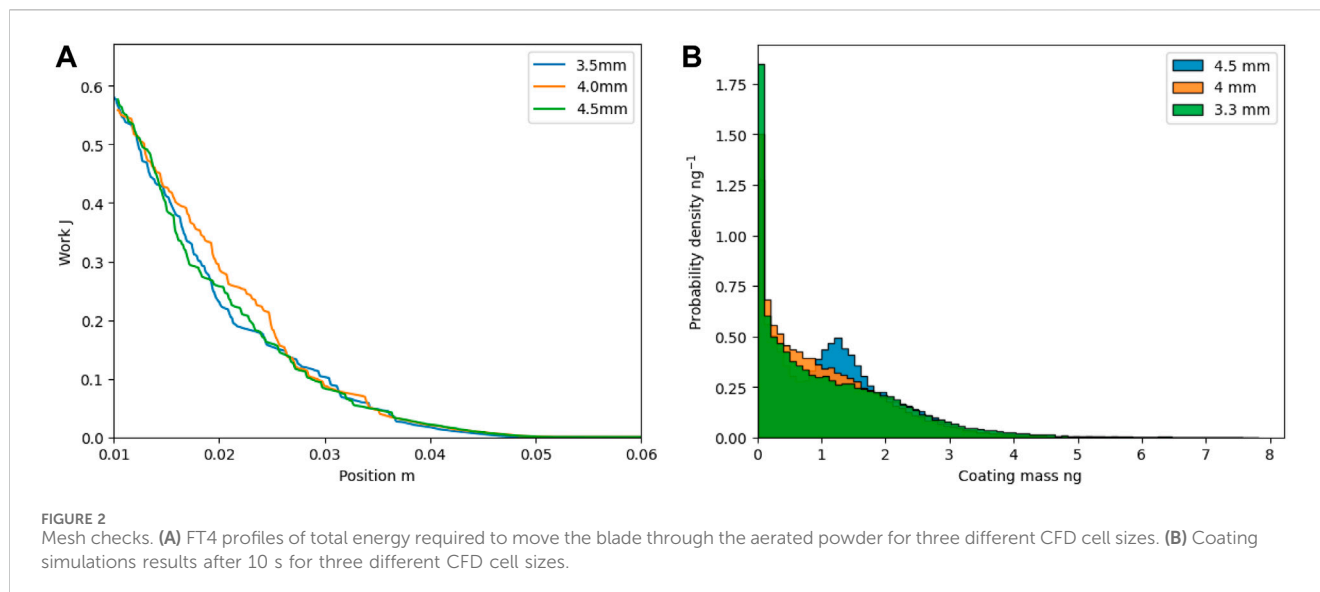 A
3.5mm
4.0mm
4.5mm
0.6
0.5
0.4
0.3
0.2
0.1
0.0
Work J
0.01 0.02 0.03 0.04 0.05 0.06
Position m
B
4.5 mm
4 mm
3.3 mm
1.75
1.50
1.25
1.00
0.75
0.50
0.25
0.00
Probability density ng⁻¹
0 1 2 3 4 5 6 7 8
Coating mass ng
FIGURE 2
Mesh checks. (A) FT4 profiles of total energy required to move the blade through the aerated powder for three different CFD cell sizes. (B) Coating
simulations results after 10 s for three different CFD cell sizes.